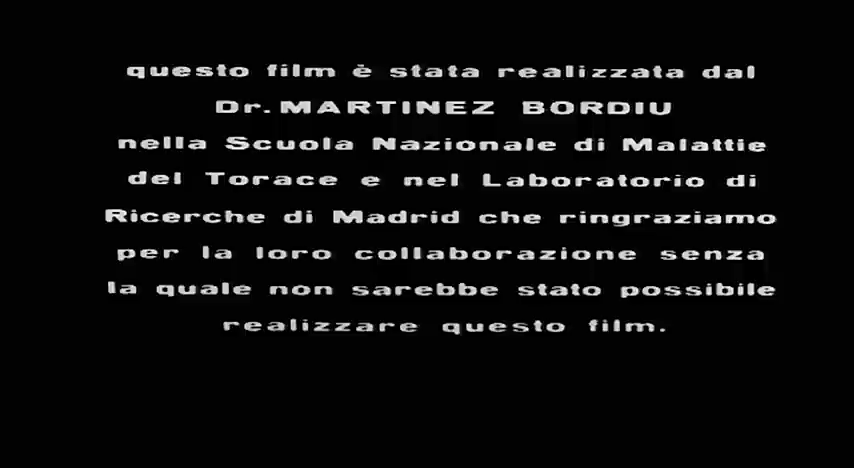 questo film è stata realizzata dal
Dr. MARTINEZ BORDIU
nella Scuola Nazionale di Malattie
del Torace e nel Laboratorio di
Ricerche di Madrid che ringraziamo
per la loro collaborazione senza
la quale non sarebbe stato possibile
realizzare questo film.